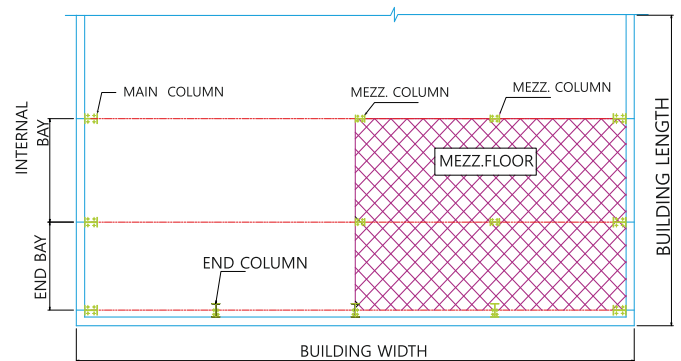 MAIN COLUMN
MEZZ. COLUMN
MEZZ. COLUMN
INTERNAL
BAY
MEZZ.FLOOR
BUILDING LENGTH
END BAY
END COLUMN
BUILDING WIDTH